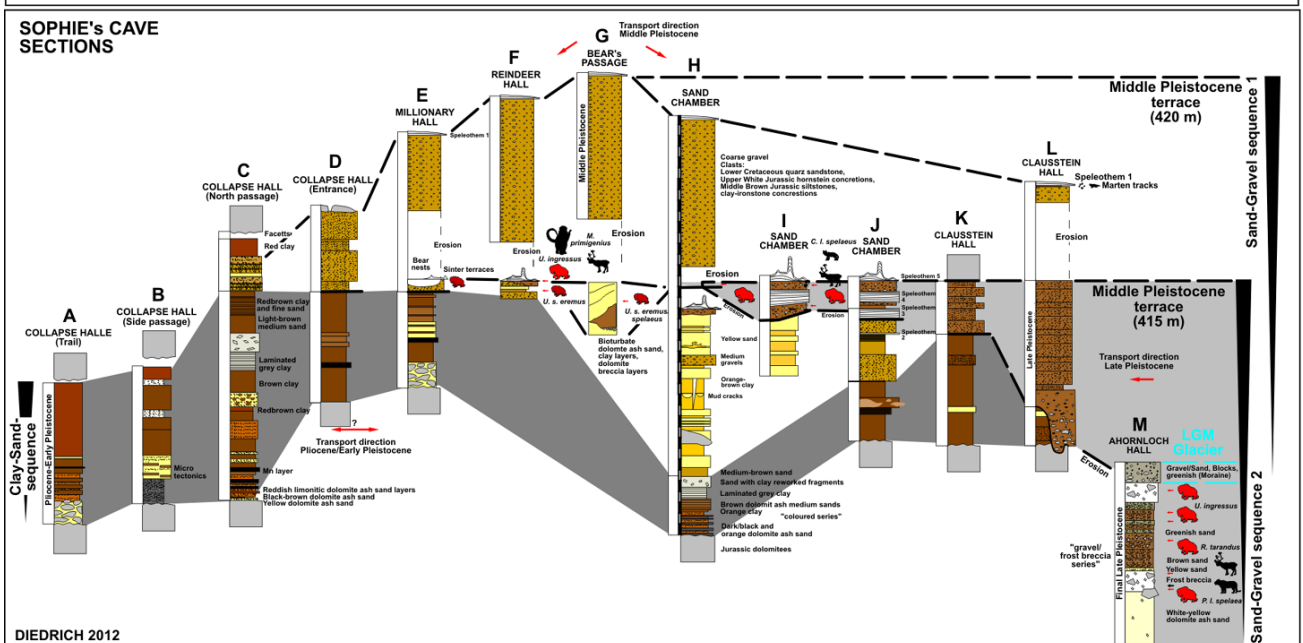 SOPHIE's CAVE
SECTIONS
Transport direction
Middle Pleistocene
A
COLLAPSE HALLE
(Trail)
B
COLLAPSE HALL
(Side passage)
C
COLLAPSE HALL
(North passage)
D
COLLAPSE HALL
(Entrance)
E
MILLIONARY
HALL
F
REINDEER
HALL
G
BEAR's
PASSAGE
H
SAND
CHAMBER
I
SAND
CHAMBER
J
SAND
CHAMBER
K
CLAUSSTEIN
HALL
L
CLAUSSTEIN
HALL
M
AHORNLOCH
HALL
Middle Pleistocene
terrace
(420 m)
Sand-Gravel sequence 1
Speleothem 1
Middle Pleistocene
Coarse gravel
Clasts:
Lower Cretaceous quarz sandstone,
Upper White Jurassic hornstein concretions,
Middle Brown Jurassic siltstones,
clay-ironstone concrestions
Speleothem 1
Marten tracks
Facetts
Red clay
Erosion
Bear
nests
Sinter terraces
Erosion
U. ingressus
M.
primigenius
U. s. eremus
Erosion
U. s. eremus/
spelaeus
Bioturbate
dolomte ash sand,
clay layers,
dolomite
breccia layers
Erosion
Erosion
C. l. spelaeus
Erosion
Speleothem 5
Speleothem
4
Speleothem
3
Speleothem
2
Erosion
Middle Pleistocene
terrace
(415 m)
Transport direction
Late Pleistocene
Late Pleistocene
Redbrown clay
and fine sand
Light-brown
medium sand
Laminated
grey clay
Brown clay
Redbrown clay
Mn layer
Reddish limonitic dolomite ash sand layers
Black-brown dolomite ash sand
Yellow dolomite ash sand
Micro
tectonics
?
Transport direction
Pliocene/Early Pleistocene
Clay-Sand-
sequence
Pliocene-Early Pleistocene
Yellow sand
Medium
gravels
Orange-
brown clay
Mud cracks
Medium-brown sand
Sand with clay reworked fragments
Laminated grey clay
Brown dolomit ash medium sands
Orange clay
"coloured series"
Dark/black and
orange dolomite ash sand
Jurassic dolomitees
Erosion
LGM
Glacier
Gravel/Sand, Blocks,
greenish (Moraine)
U. ingressus
Greenish sand
R. tarandus
Brown sand
Yellow sand
Frost breccia
P. l. spelaea
White-yellow
dolomite ash sand
"gravel/
frost breccia
series"
Final Late Pleistocene
Sand-Gravel sequence 2
DIEDRICH 2012